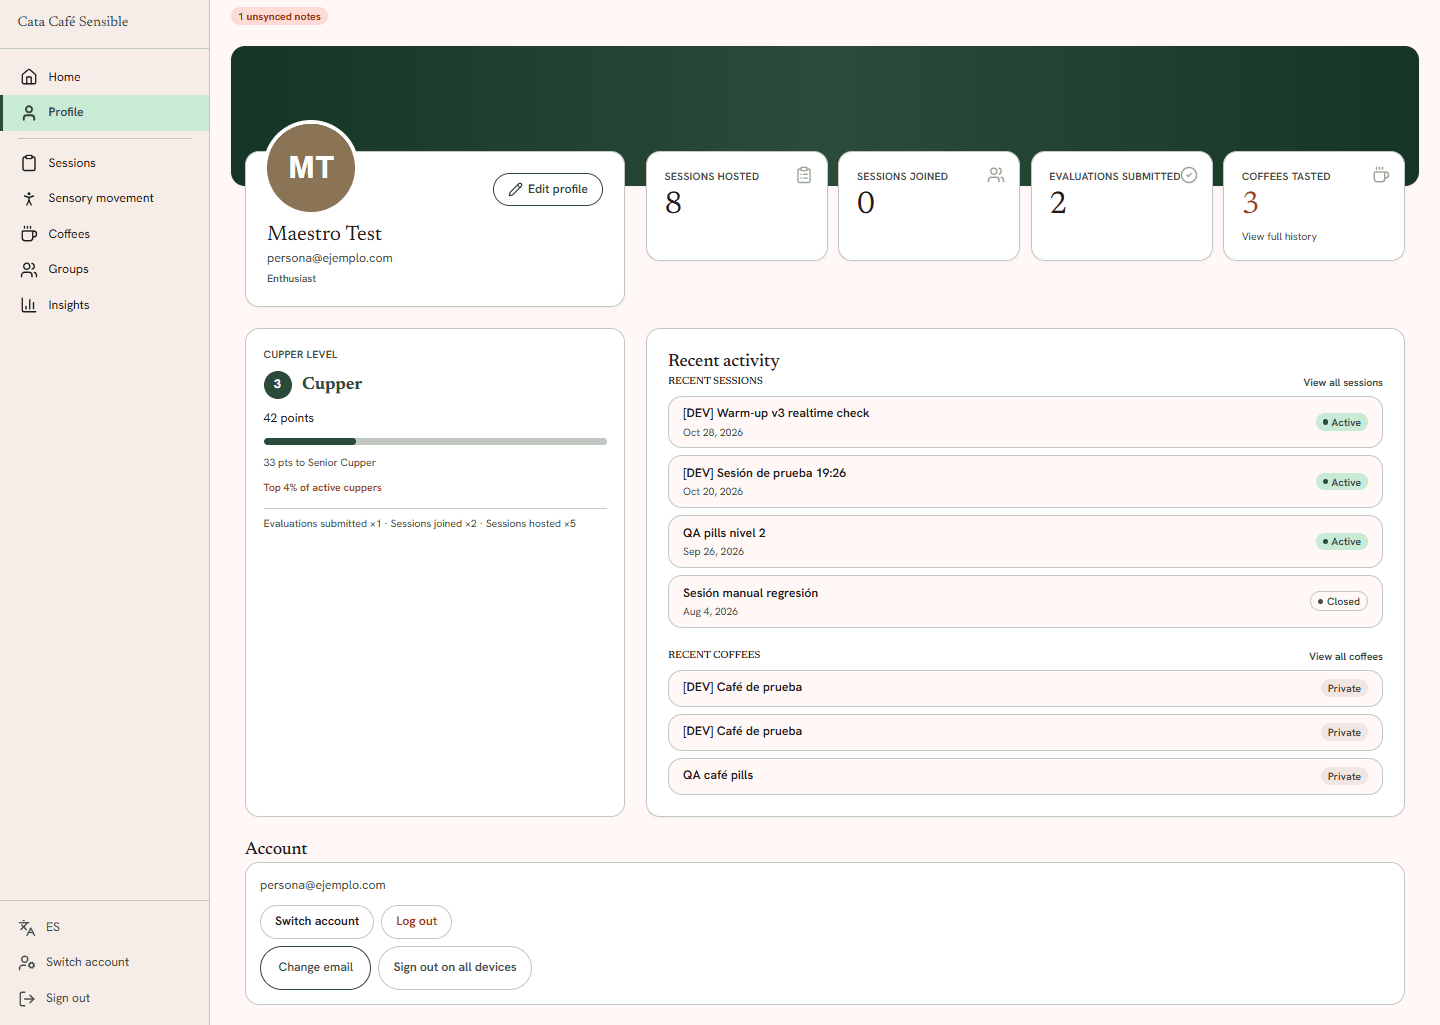 Cata Café Sensible
Home
Profile
Sessions
Sensory movement
Coffees
Groups
Insights
ES
Switch account
Sign out
1 unsynced notes
MT
Edit profile
Maestro Test
persona@ejemplo.com
Enthusiast
SESSIONS HOSTED
8
SESSIONS JOINED
0
EVALUATIONS SUBMITTED
2
COFFEES TASTED
3
View full history
CUPPER LEVEL
3 Cupper
42 points
33 pts to Senior Cupper
Top 4% of active cuppers
Evaluations submitted ×1 · Sessions joined ×2 · Sessions hosted ×5
Recent activity
RECENT SESSIONS
View all sessions
[DEV] Warm-up v3 realtime check
Oct 28, 2026
Active
[DEV] Sesión de prueba 19:26
Oct 20, 2026
Active
QA pills nivel 2
Sep 26, 2026
Active
Sesión manual regresión
Aug 4, 2026
Closed
RECENT COFFEES
View all coffees
[DEV] Café de prueba
Private
[DEV] Café de prueba
Private
QA café pills
Private
Account
persona@ejemplo.com
Switch account
Log out
Change email
Sign out on all devices